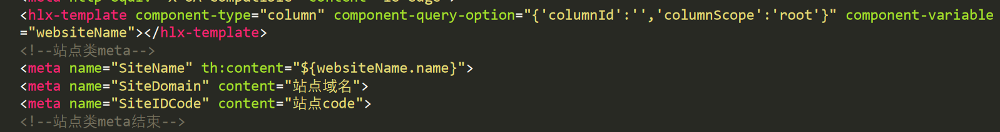 <hlx-template component-type="column" component-query-option="{'columnId':'','columnScope':'root'}" component-variable
="websiteName"></hlx-template>
<!--站点类meta-->
<meta name="SiteName" th:content="${websiteName.name}">
<meta name="SiteDomain" content="站点域名">
<meta name="SiteIDCode" content="站点code">
<!--站点类meta结束-->